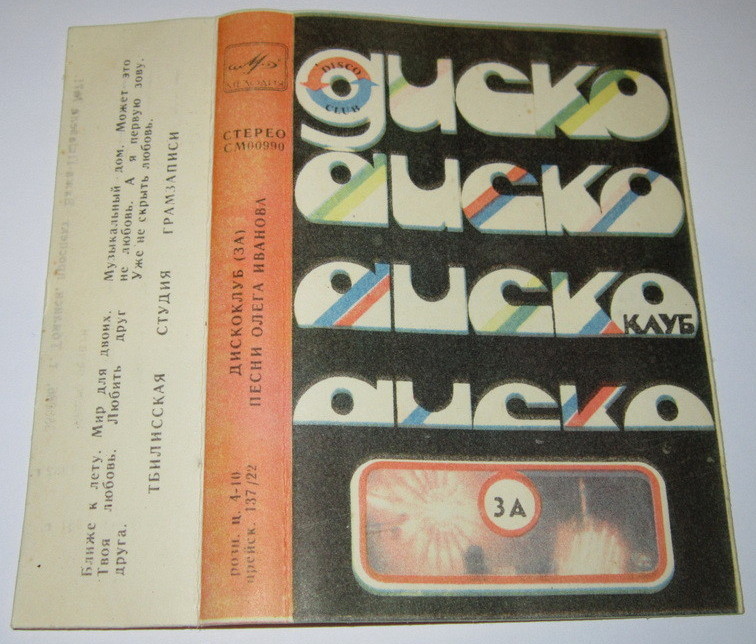 Ближе к лету. Мир для двоих. Музыкальный дом. Может это
Твоя любовь. Любить друг не любовь. А я первую зову.
друга. Уже не скрыть любовь.
ТБИЛИССКАЯ СТУДИЯ ГРАМЗАПИСИ
МЕЛОДИЯ
СТЕРЕО
СМ00990
ДИСКОКЛУБ (3А)
ПЕСНИ ОЛЕГА ИВАНОВА
розн. ц. 4-10
прейск. 137/22
DISCO
CLUB
диско
диско
диско
КЛУБ
диско
3А